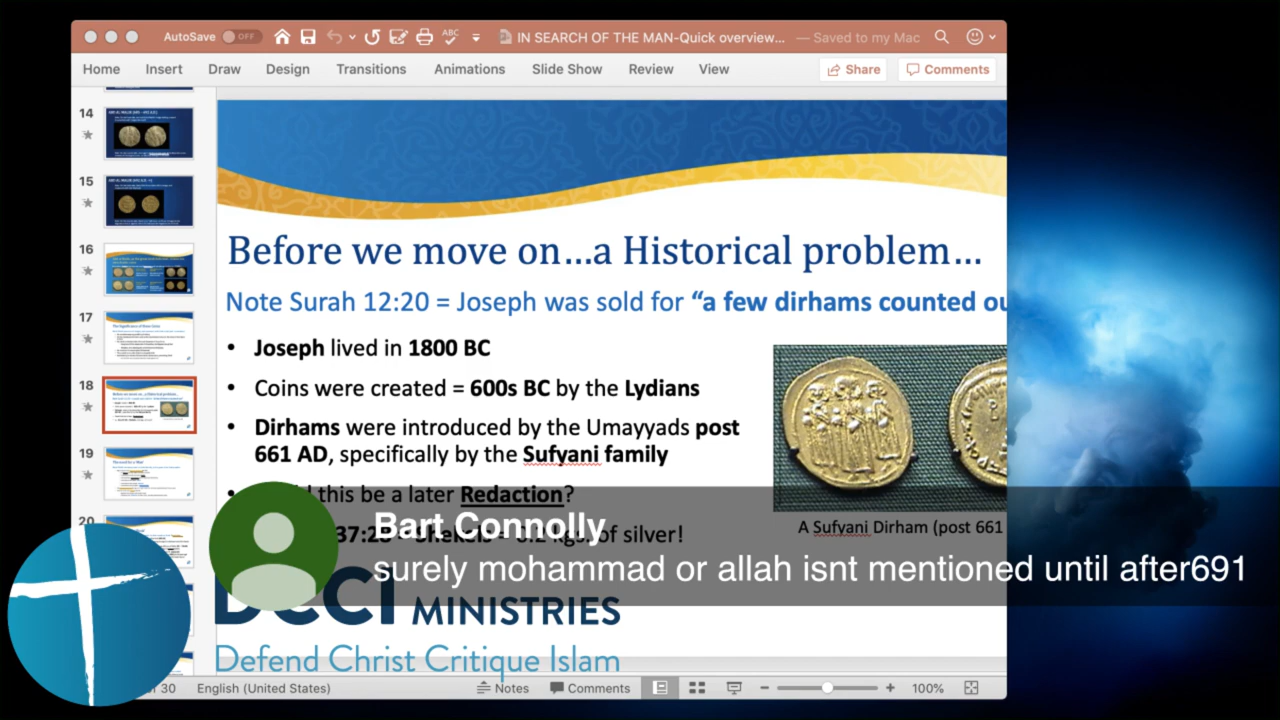 AutoSave OFF
ABC
IN SEARCH OF THE MAN-Quick overview... — Saved to my Mac
Home Insert Draw Design Transitions Animations Slide Show Review View Share Comments
14
15
16
17
18
19
20
Before we move on...a Historical problem...
Note Surah 12:20 = Joseph was sold for “a few dirhams counted ou
• Joseph lived in 1800 BC
• Coins were created = 600s BC by the Lydians
• Dirhams were introduced by the Umayyads post
661 AD, specifically by the Sufyani family
this be a later Redaction?
37:28 of silver!
A Sufyani Dirham (post 661
Bart Connolly
surely mohammad or allah isnt mentioned until after691
DCCI MINISTRIES
Defend Christ Critique Islam
of 30 English (United States) Notes Comments 100%